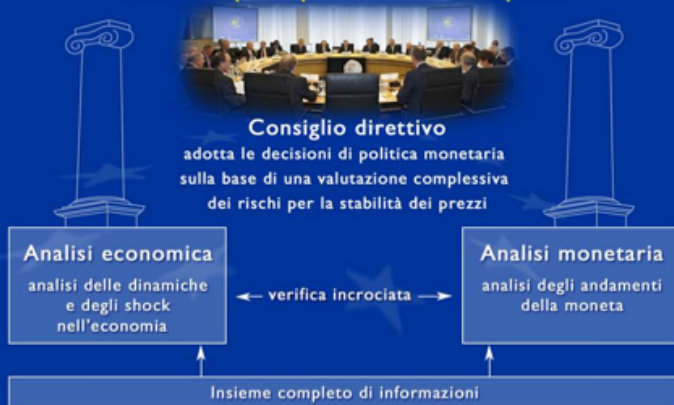 Consiglio direttivo
adotta le decisioni di politica monetaria
sulla base di una valutazione complessiva
dei rischi per la stabilità dei prezzi
Analisi economica
analisi delle dinamiche
e degli shock
nell'economia
verifica incrociata
Analisi monetaria
analisi degli andamenti
della moneta
Insieme completo di informazioni